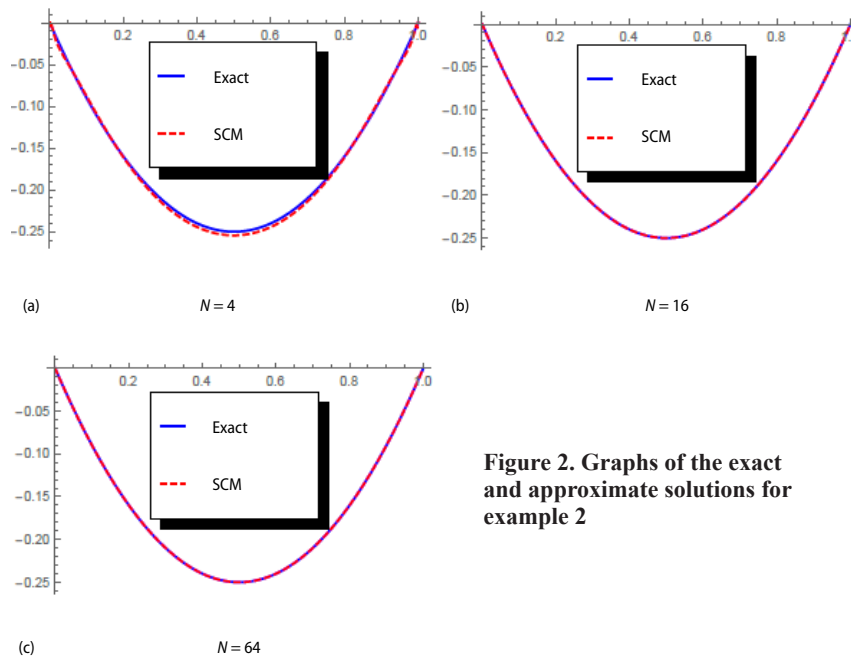 0.2 0.4 0.6 0.8 1.0
−0.05
−0.10
−0.15
−0.20
−0.25
Exact
SCM
(a) N = 4
0.2 0.4 0.6 0.8 1.0
−0.05
−0.10
−0.15
−0.20
−0.25
Exact
SCM
(b) N = 16
0.2 0.4 0.6 0.8 1.0
−0.05
−0.10
−0.15
−0.20
−0.25
Exact
SCM
(c) N = 64
Figure 2. Graphs of the exact
and approximate solutions for
example 2